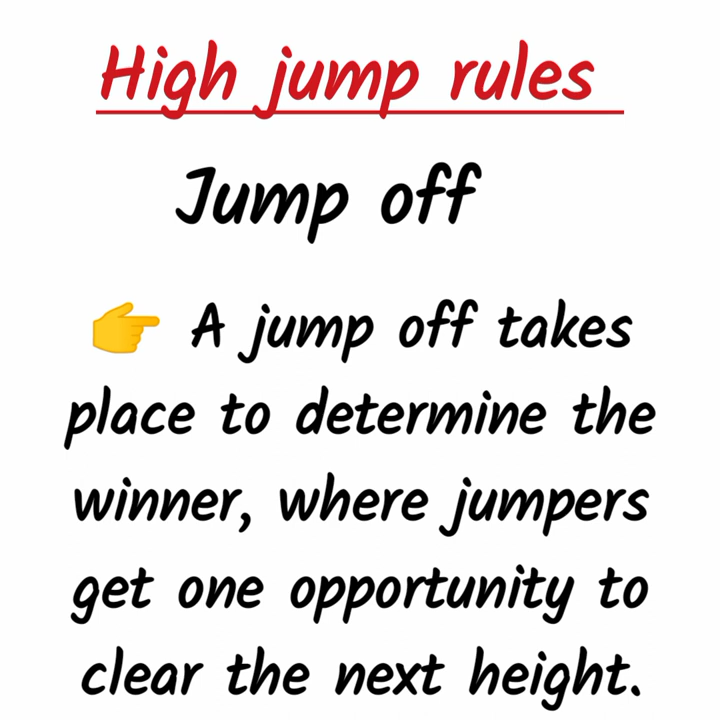 High jump rules
Jump off
👉 A jump off takes
place to determine the
winner, where jumpers
get one opportunity to
clear the next height.